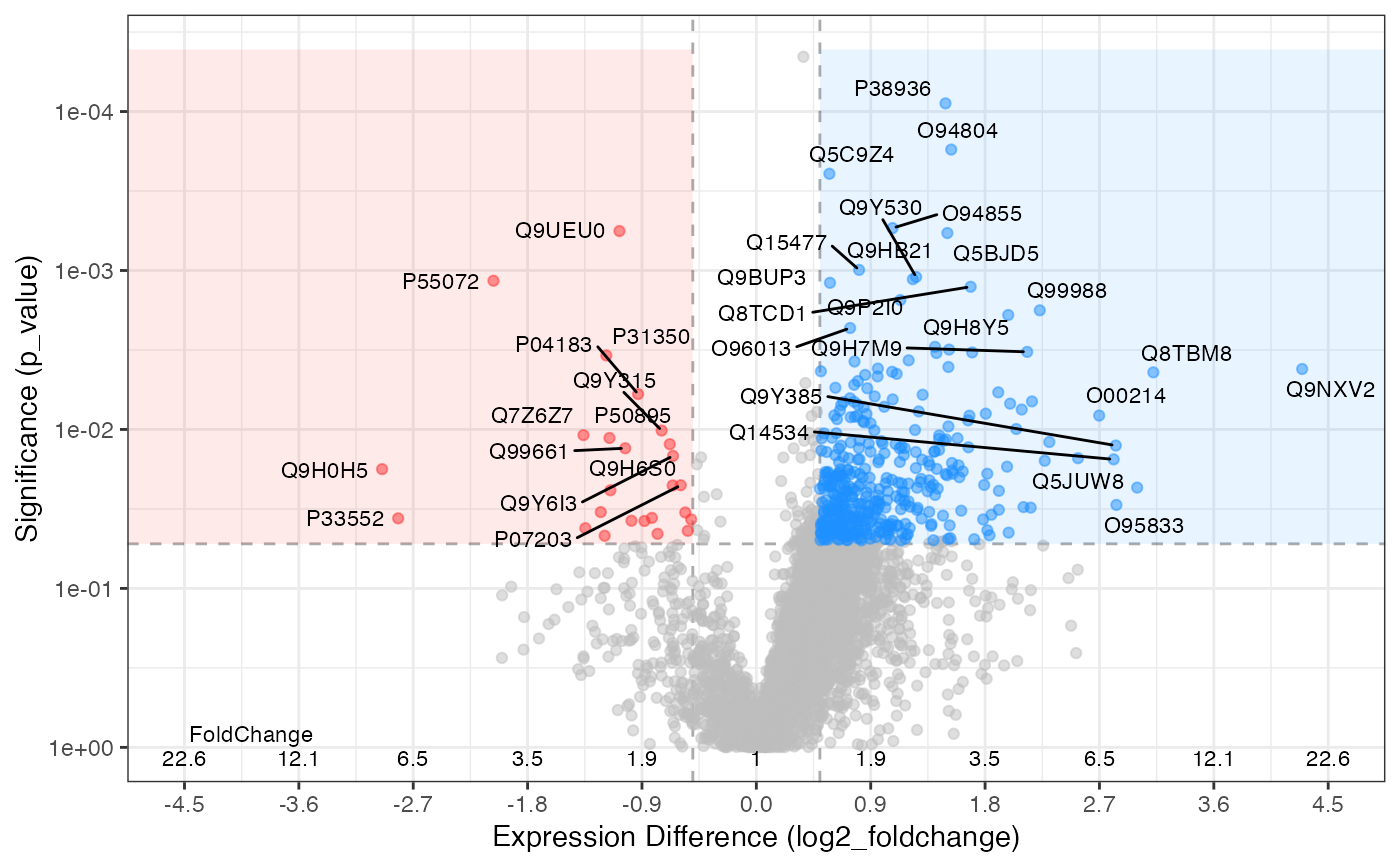 P38936
1e-04
O94804
Q5C9Z4
Q9Y530
O94855
Q9UEU0
Q15477
Q9HB21
Q5BJD5
1e-03
P55072
Q9BUP3
Q99988
Q8TCD1
Q9P2I0
Q9H8Y5
P31350
P04183
O96013
Q9H7M9
Q8TBM8
Q9Y315
Q9NXV2
Q9Y385
O00214
Q7Z6Z7
P50895
1e-02
Q14534
Q99661
Q9H0H5
Q9H6S0
Q5JUW8
Q9Y6I3
P33552
O95833
P07203
1e-01
FoldChange
1e+00
22.6 12.1 6.5 3.5 1.9 1 1.9 3.5 6.5 12.1 22.6
-4.5 -3.6 -2.7 -1.8 -0.9 0.0 0.9 1.8 2.7 3.6 4.5
Expression Difference (log2_foldchange)
Significance (p_value)